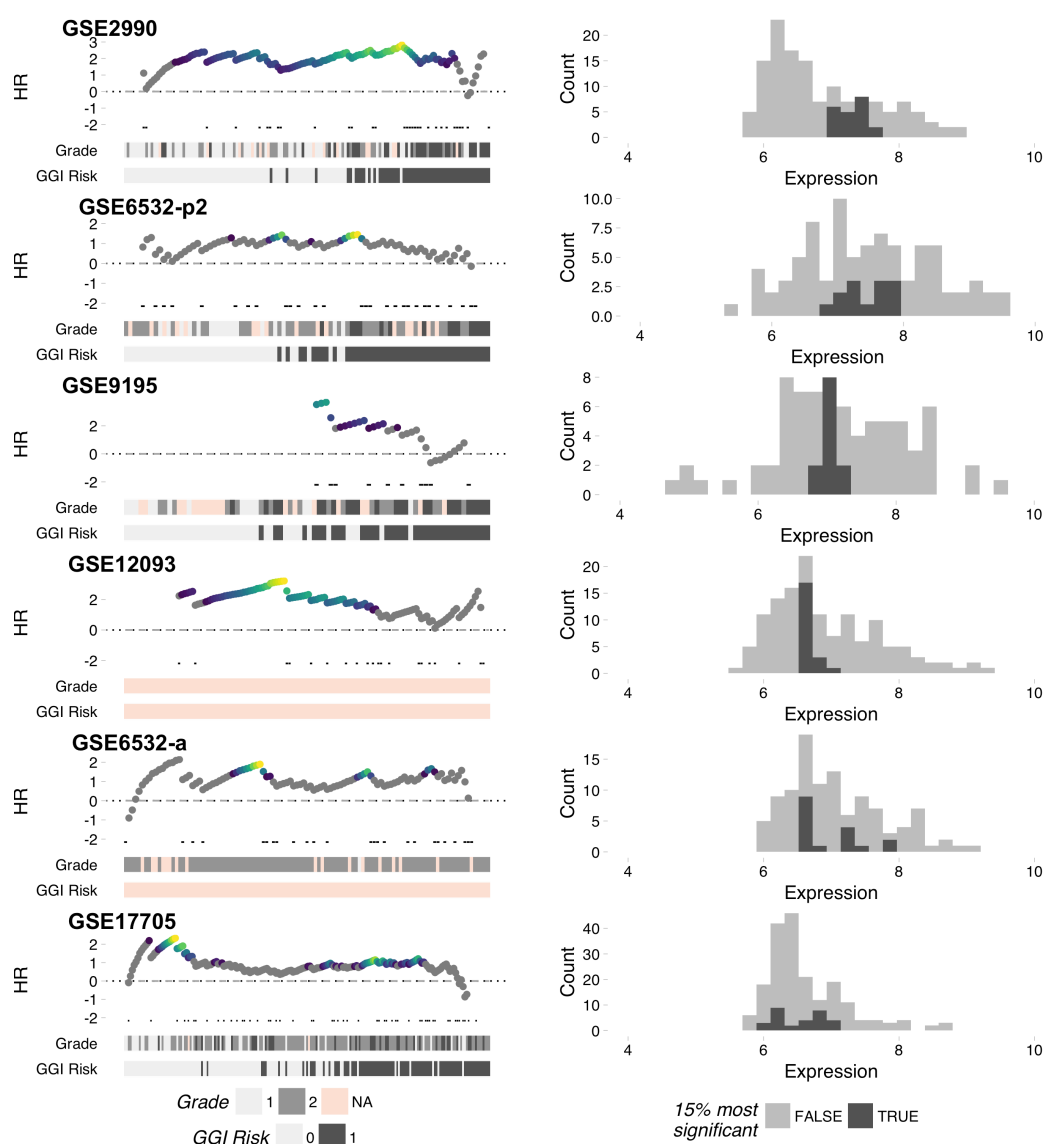 GSE2990
HR
3
2
1
0
-1
-2
Grade
GGI Risk
Count
20
15
10
5
0
4 6 8 10
Expression
GSE6532-p2
HR
2
1
0
-1
-2
Grade
GGI Risk
Count
10.0
7.5
5.0
2.5
0.0
4 6 8 10
Expression
GSE9195
HR
2
0
-2
Grade
GGI Risk
Count
8
6
4
2
0
4 6 8 10
Expression
GSE12093
HR
2
0
-2
Grade
GGI Risk
Count
20
15
10
5
0
4 6 8 10
Expression
GSE6532-a
HR
2
1
0
-1
-2
Grade
GGI Risk
Count
15
10
5
0
4 6 8 10
Expression
GSE17705
HR
2
1
0
-1
-2
Grade
GGI Risk
Count
40
30
20
10
0
4 6 8 10
Expression
Grade 1 2 NA
GGI Risk 0 1
15% most
significant FALSE TRUE